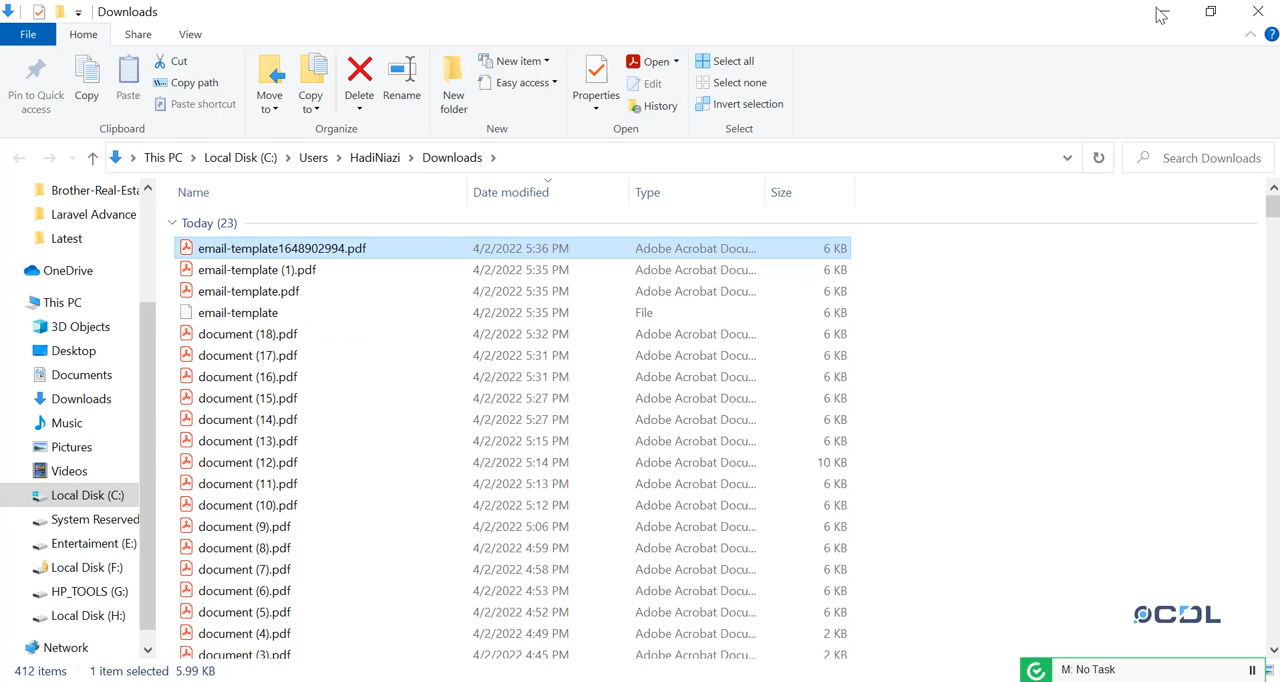 Downloads
File Home Share View
Pin to Quick access
Copy
Paste
Cut
Copy path
Paste shortcut
Clipboard
Move to
Copy to
Delete
Rename
Organize
New folder
New item
Easy access
New
Properties
Open
Edit
History
Open
Select all
Select none
Invert selection
Select
This PC > Local Disk (C:) > Users > HadiNiazi > Downloads >
Search Downloads
Brother-Real-Esta
Laravel Advance
Latest
OneDrive
This PC
3D Objects
Desktop
Documents
Downloads
Music
Pictures
Videos
Local Disk (C:)
System Reserved
Entertaiment (E:)
Local Disk (F:)
HP_TOOLS (G:)
Local Disk (H:)
Network
Name Date modified Type Size
Today (23)
email-template1648902994.pdf 4/2/2022 5:36 PM Adobe Acrobat Docu... 6 KB
email-template (1).pdf 4/2/2022 5:35 PM Adobe Acrobat Docu... 6 KB
email-template.pdf 4/2/2022 5:35 PM Adobe Acrobat Docu... 6 KB
email-template 4/2/2022 5:35 PM File 6 KB
document (18).pdf 4/2/2022 5:32 PM Adobe Acrobat Docu... 6 KB
document (17).pdf 4/2/2022 5:31 PM Adobe Acrobat Docu... 6 KB
document (16).pdf 4/2/2022 5:31 PM Adobe Acrobat Docu... 6 KB
document (15).pdf 4/2/2022 5:27 PM Adobe Acrobat Docu... 6 KB
document (14).pdf 4/2/2022 5:27 PM Adobe Acrobat Docu... 6 KB
document (13).pdf 4/2/2022 5:15 PM Adobe Acrobat Docu... 6 KB
document (12).pdf 4/2/2022 5:14 PM Adobe Acrobat Docu... 10 KB
document (11).pdf 4/2/2022 5:13 PM Adobe Acrobat Docu... 6 KB
document (10).pdf 4/2/2022 5:12 PM Adobe Acrobat Docu... 6 KB
document (9).pdf 4/2/2022 5:06 PM Adobe Acrobat Docu... 6 KB
document (8).pdf 4/2/2022 4:59 PM Adobe Acrobat Docu... 6 KB
document (7).pdf 4/2/2022 4:58 PM Adobe Acrobat Docu... 6 KB
document (6).pdf 4/2/2022 4:53 PM Adobe Acrobat Docu... 6 KB
document (5).pdf 4/2/2022 4:52 PM Adobe Acrobat Docu... 6 KB
document (4).pdf 4/2/2022 4:49 PM Adobe Acrobat Docu... 2 KB
document (3).pdf 4/2/2022 4:45 PM Adobe Acrobat Docu... 2 KB
412 items 1 item selected 5.99 KB
M: No Task